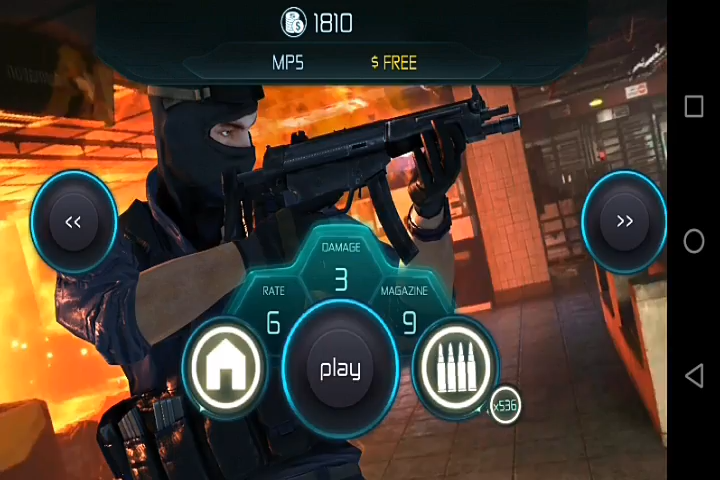 1810
MP5 $ FREE
<<
>>
DAMAGE
3
RATE
6
MAGAZINE
9
play
x536